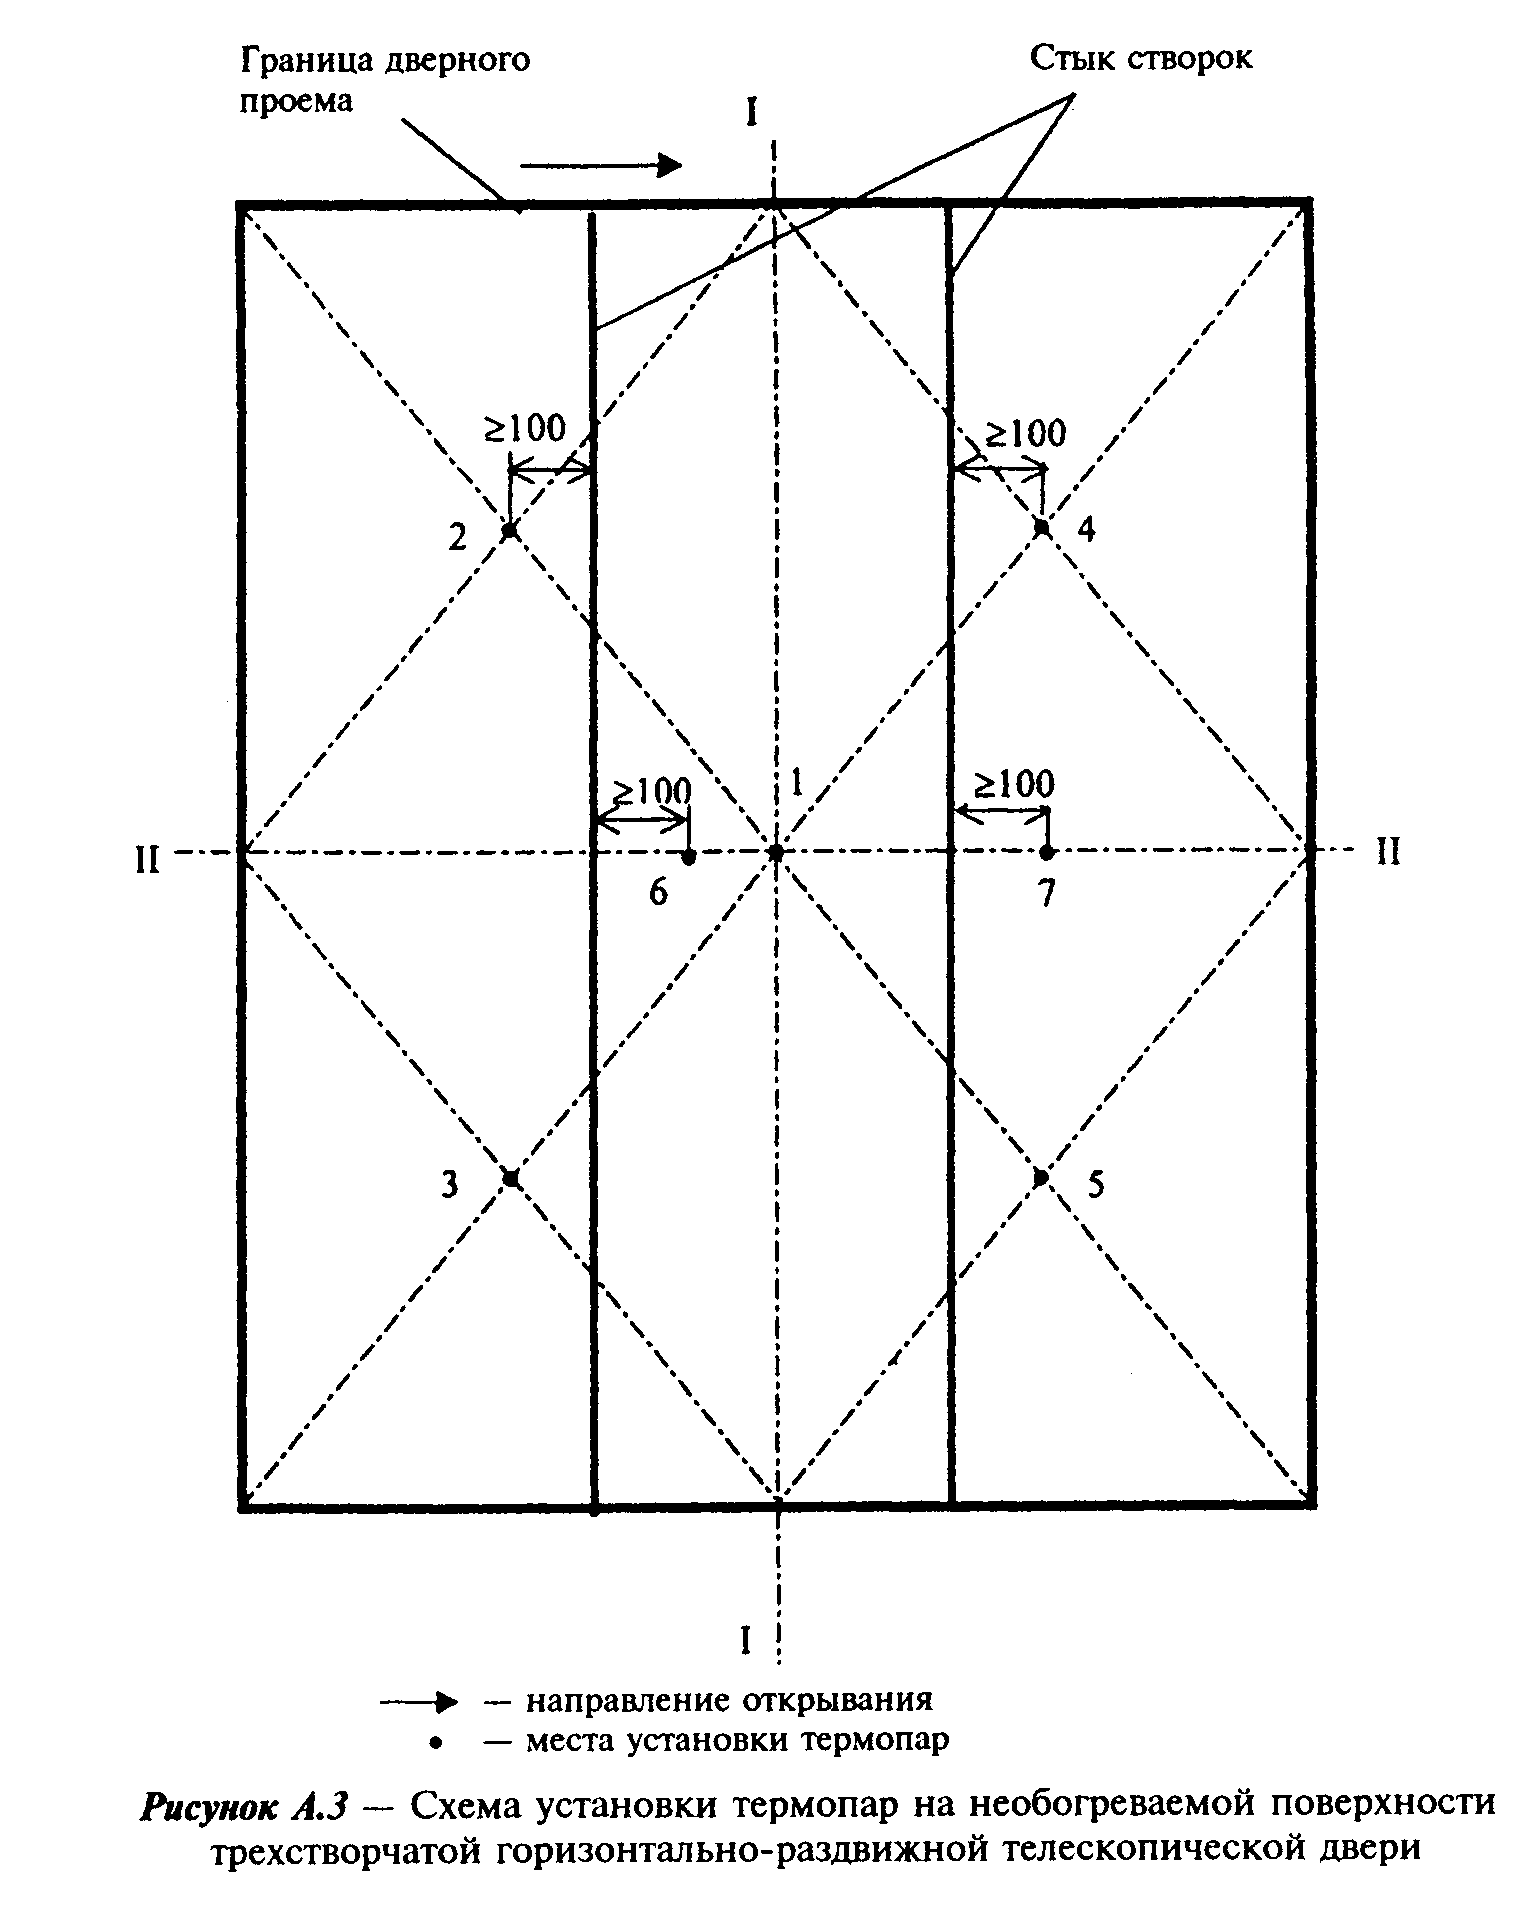 Граница дверного
проема
Стык створок
I
≥100
≥100
2
4
1
≥100
≥100
II
II
6
7
3
5
I
— направление открывания
— места установки термопар
Рисунок А.3 — Схема установки термопар на необогреваемой поверхности
трехстворчатой горизонтально-раздвижной телескопической двери